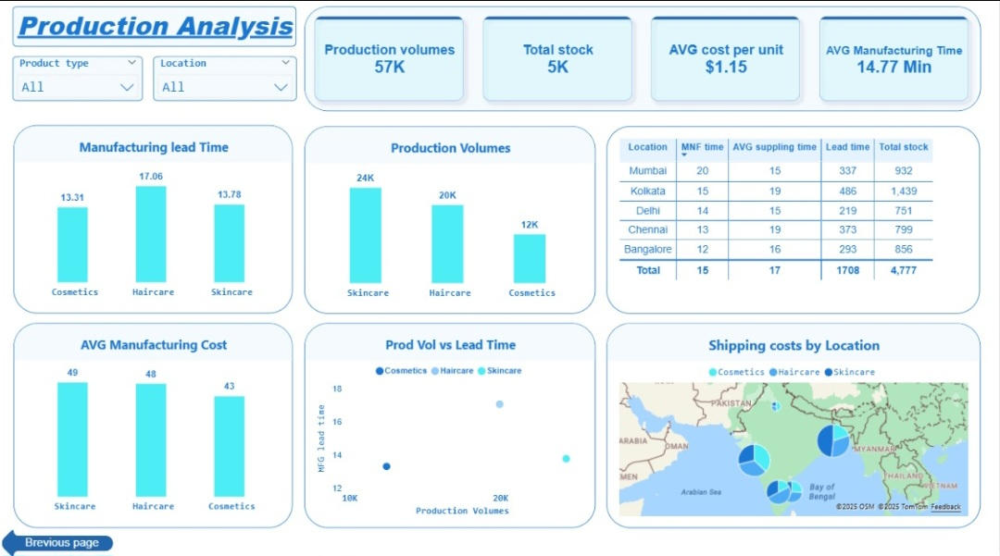 Production Analysis
Product type
All
Location
All
Production volumes
57K
Total stock
5K
AVG cost per unit
$1.15
AVG Manufacturing Time
14.77 Min
Manufacturing lead Time
13.31
17.06
13.78
Cosmetics Haircare Skincare
Production Volumes
24K
20K
12K
Skincare Haircare Cosmetics
Location MNF time AVG suppling time Lead time Total stock
Mumbai 20 15 337 932
Kolkata 15 19 486 1,439
Delhi 14 15 219 751
Chennai 13 19 373 799
Bangalore 12 16 293 856
Total 15 17 1708 4,777
AVG Manufacturing Cost
49
48
43
Skincare Haircare Cosmetics
Prod Vol vs Lead Time
Cosmetics Haircare Skincare
18
16
14
12
MFG lead time
10K 20K
Production Volumes
Shipping costs by Location
Cosmetics Haircare Skincare
PAKISTAN
ARABIA
OMAN
MEN
MYANMAR
THAILAND
VIETNAM
Arabian Sea
Bay of
Bengal
©2025 OSM ©2025 TomTom Feedback
Brevious page